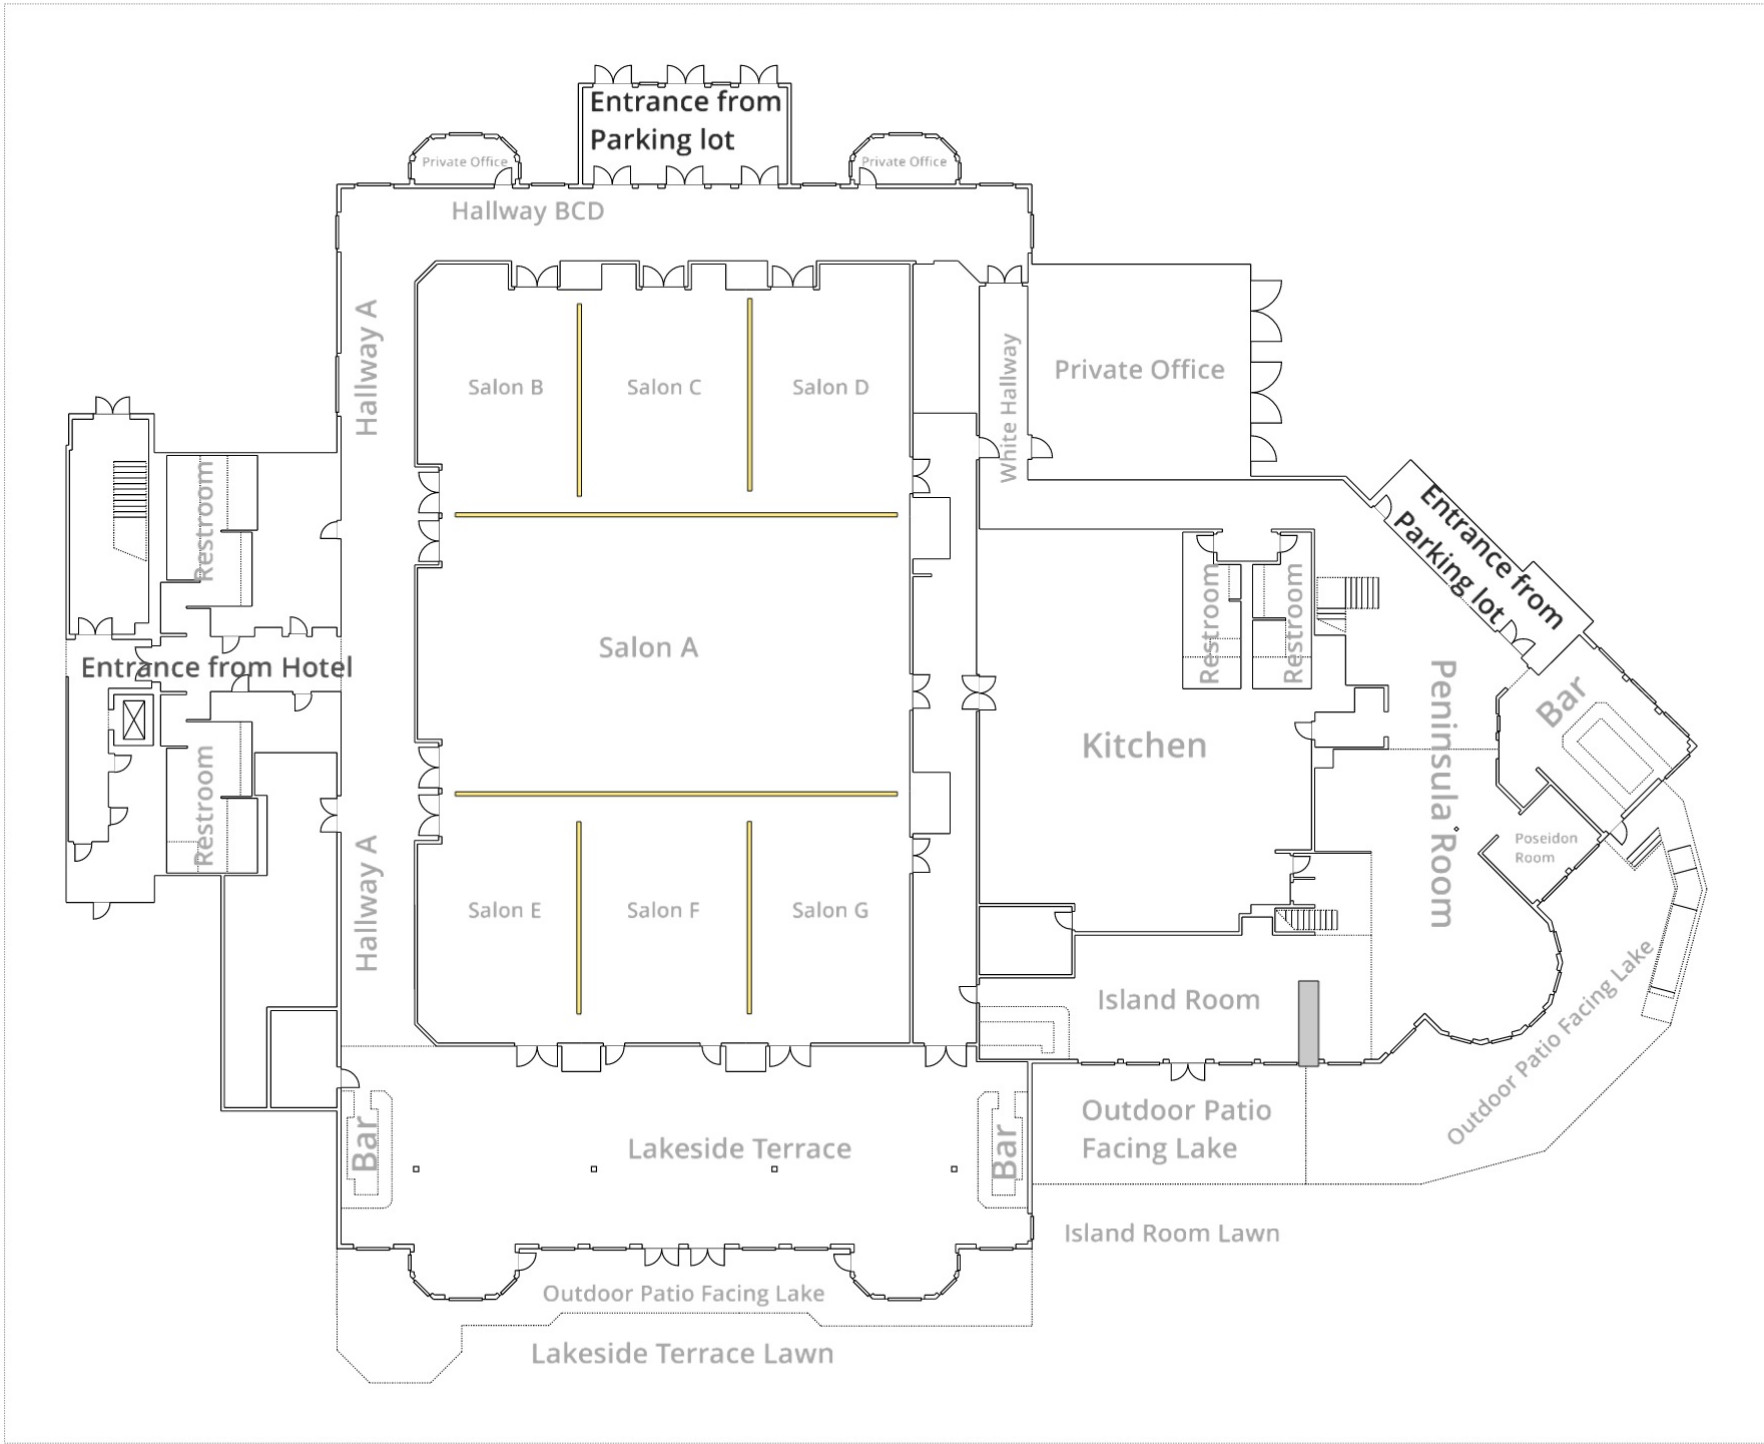 Entrance from
Parking lot
Private Office
Private Office
Hallway BCD
Hallway A
White Hallway
Private Office
Salon B
Salon C
Salon D
Restroom
Entrance from
Parking lot
Restroom
Restroom
Salon A
Entrance from Hotel
Peninsula Room
Bar
Kitchen
Restroom
Poseidon
Room
Hallway A
Salon E
Salon F
Salon G
Island Room
Outdoor Patio Facing Lake
Bar
Lakeside Terrace
Bar
Outdoor Patio
Facing Lake
Island Room Lawn
Outdoor Patio Facing Lake
Lakeside Terrace Lawn